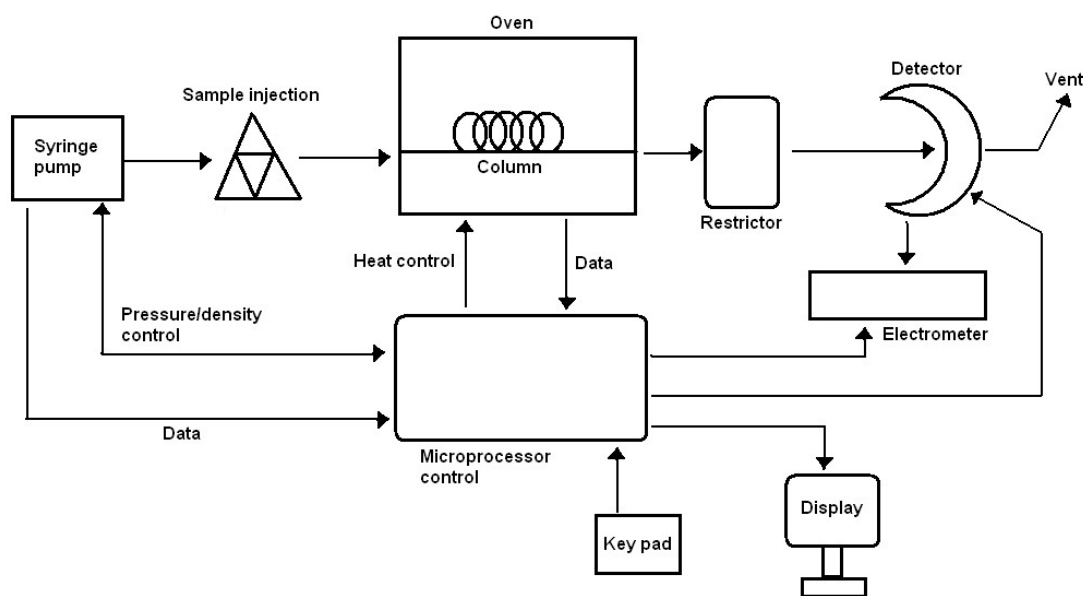 Oven
Detector
Vent
Sample injection
Syringe
pump
Column
Restrictor
Heat control
Data
Pressure/density
control
Electrometer
Data
Microprocessor
control
Display
Key pad